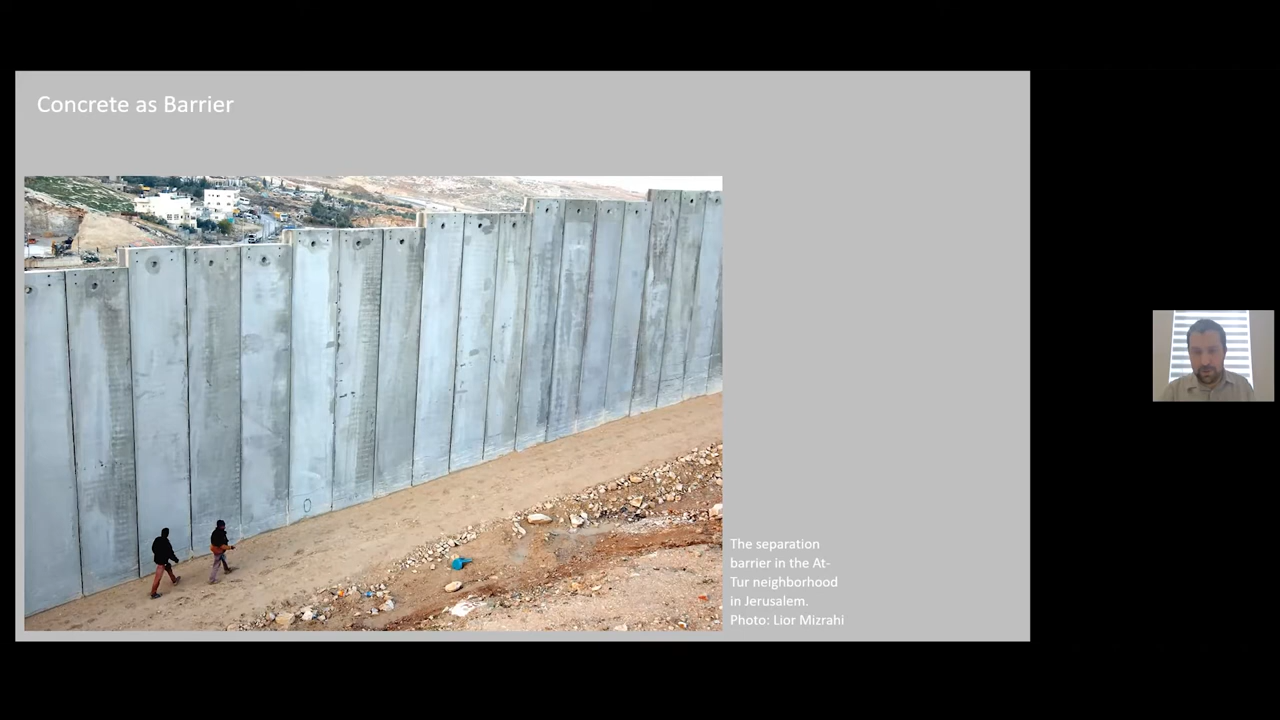 Concrete as Barrier
The separation
barrier in the At-
Tur neighborhood
in Jerusalem.
Photo: Lior Mizrahi